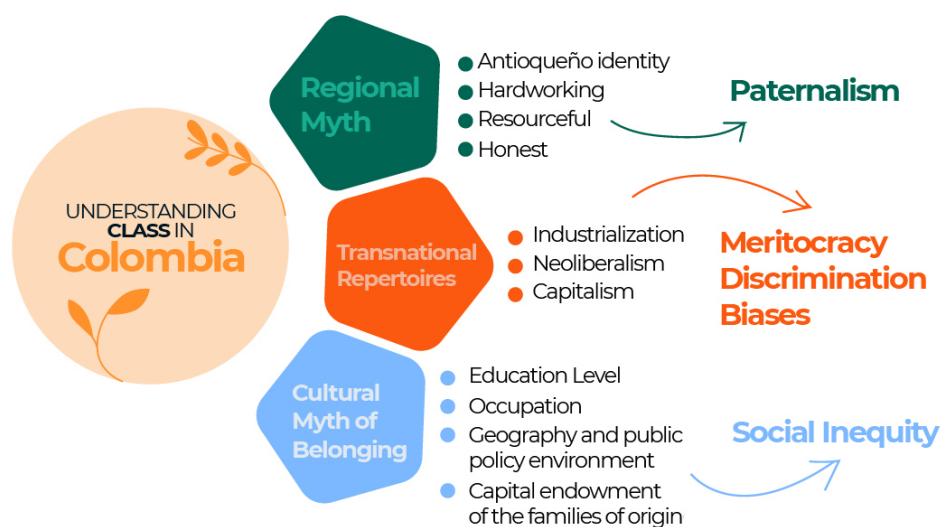 UNDERSTANDING
CLASS IN
Colombia
Regional
Myth
Antioqueño identity
Hardworking
Resourceful
Honest
Paternalism
Transnational
Repertoires
Industrialization
Neoliberalism
Capitalism
Meritocracy
Discrimination
Biases
Cultural
Myth of
Belonging
Education Level
Occupation
Geography and public
policy environment
Capital endowment
of the families of origin
Social Inequity